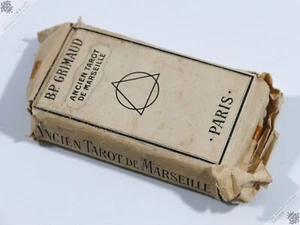 B.P. GRIMAUD
ANCIEN TAROT
DE MARSEILLE
· PARIS ·
ANCIEN TAROT DE MARSEILLE